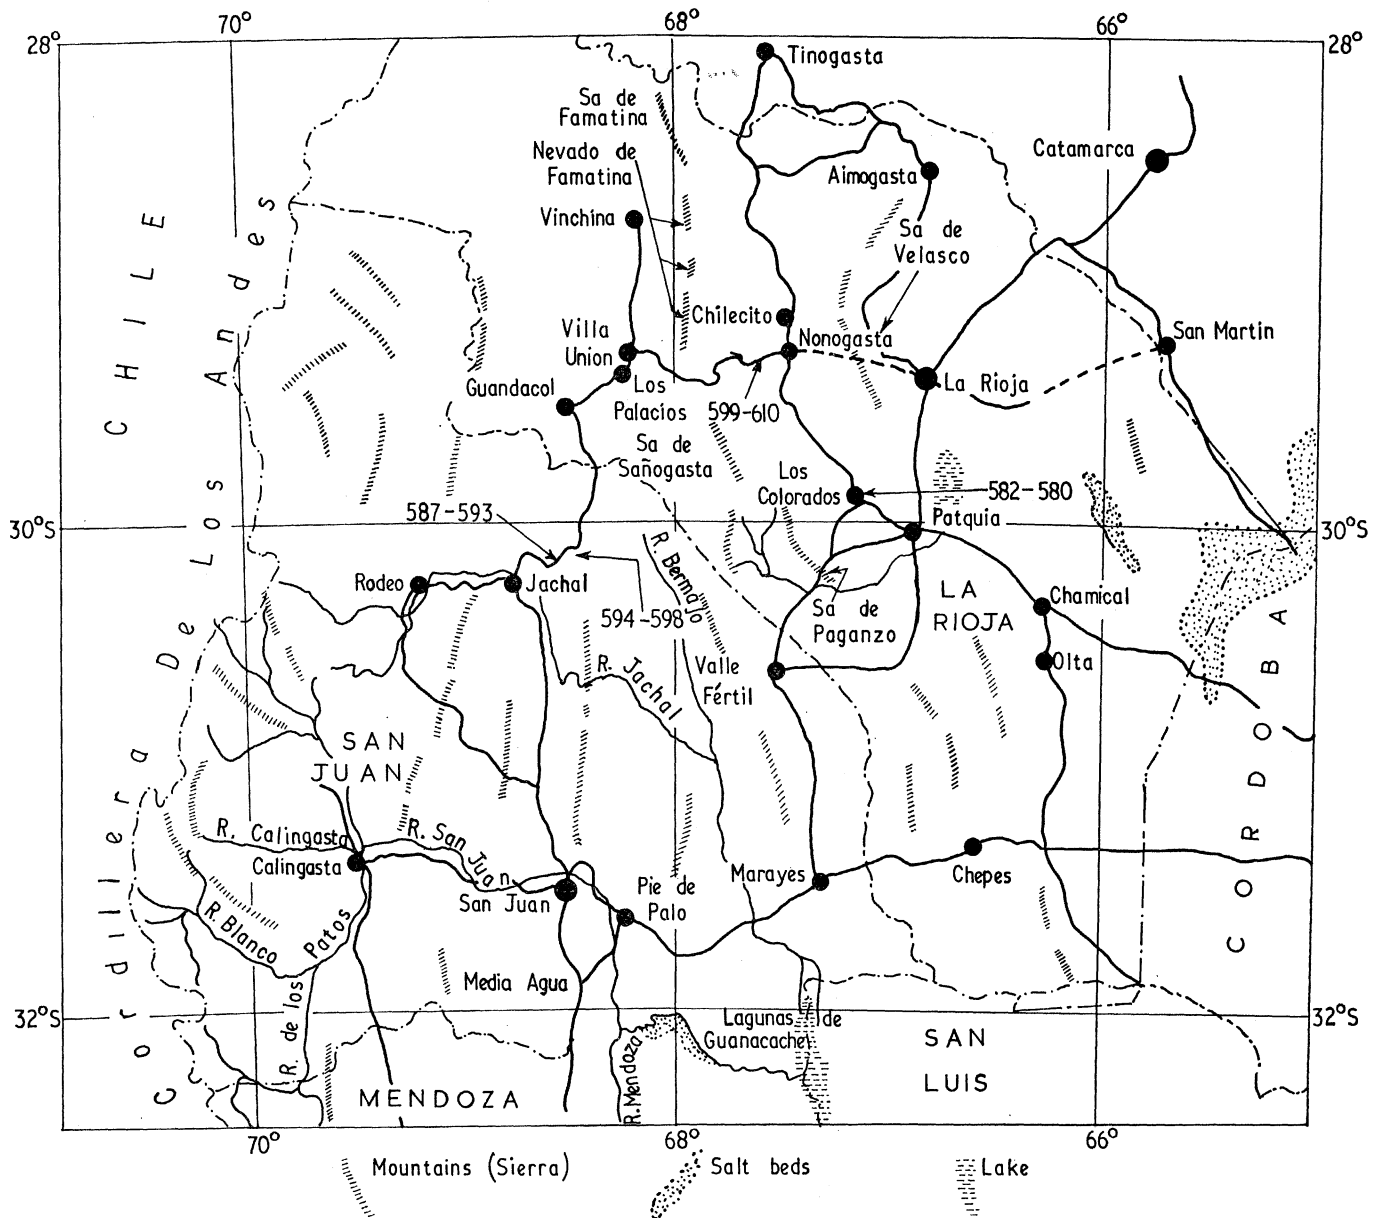 70°
68°
66°
28°
28°
Tinogasta
Sa de
Famatina
Nevado de
Famatina
Catamarca
Aimogasta
Vinchina
Sa de
Velasco
CHILE
Chilecito
Villa
Union
Nonogasta
San Martin
Guandacol
Los
Palacios
La Rioja
599-610
Sa de
Sañogasta
Los
Colorados
582-580
587-593
Patquia
30°S
30°S
R. Bermajo
Rodeo
Jachal
594-598
Sa de
Paganzo
LA
RIOJA
Chamical
Olta
Valle
Fértil
R. Jachal
SAN
JUAN
CORDOBA
Cordillera De Los Andes
R. Calingasta
R. San Juan
Calingasta
San Juan
Pie de
Palo
Marayes
Chepes
R. Blanco
Patos
R. de los
Media Agua
32°S
32°S
Lagunas de
Guanacache
SAN
LUIS
R. Mendoza
MENDOZA
70°
68°
66°
Mountains (Sierra)
Salt beds
Lake